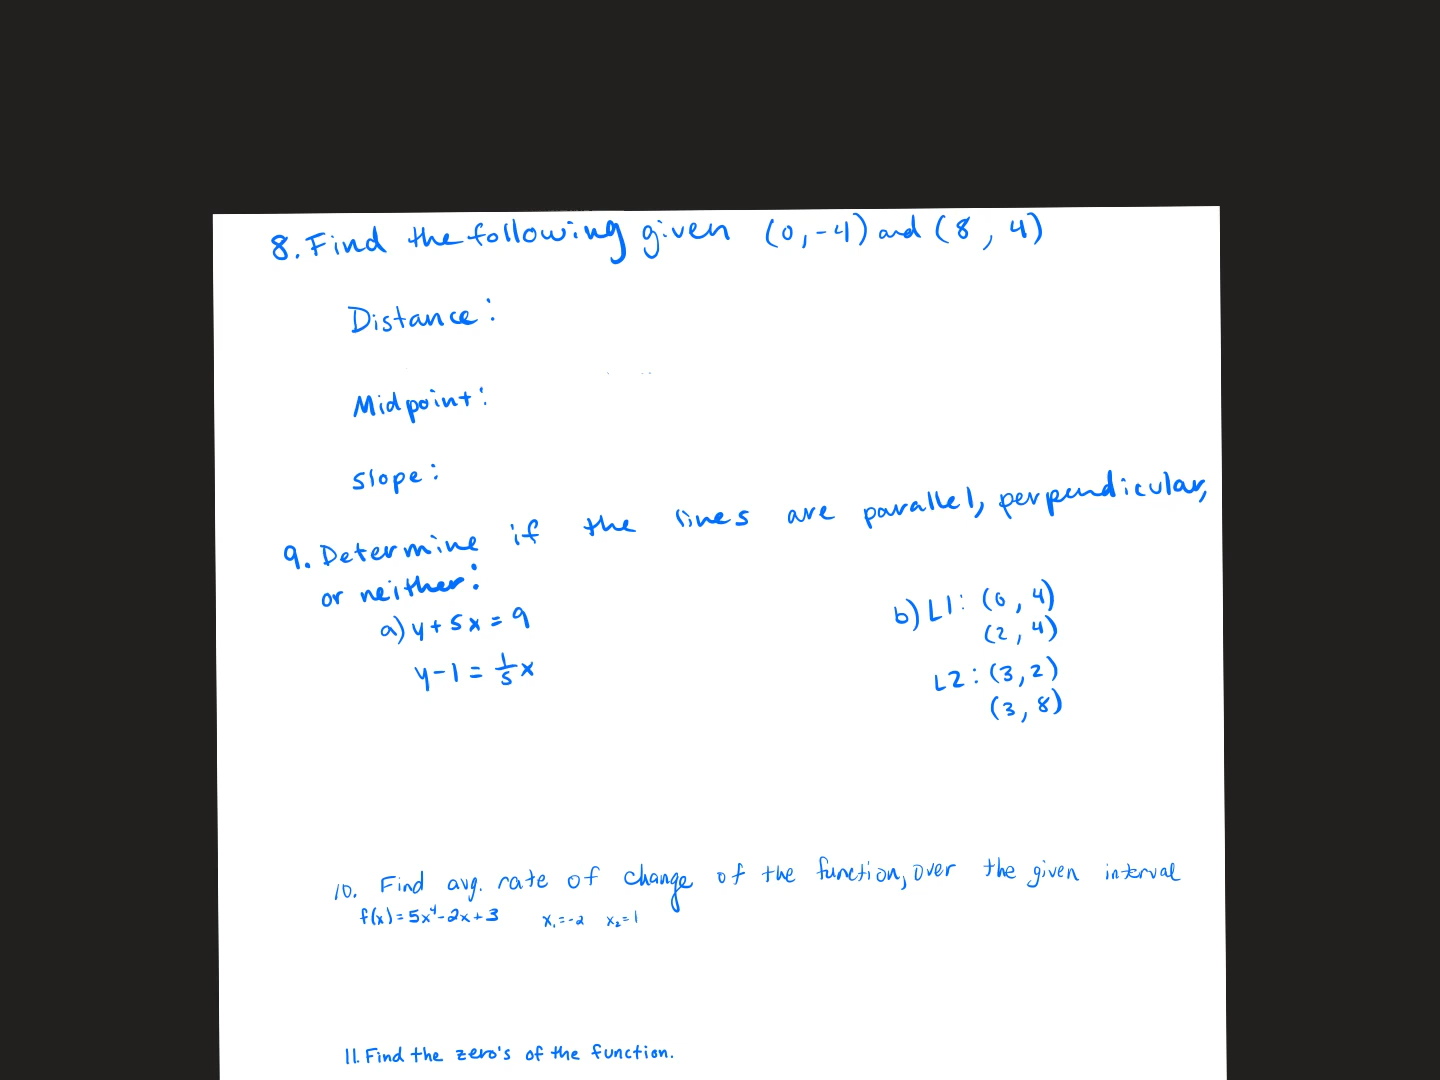 8. Find the following given (0,-4) and (8, 4)
Distance:
Midpoint:
Slope:
9. Determine if the lines are parallel, perpendicular,
or neither:
a) y + 5x = 9
y - 1 = 1/5 x
b) L1: (0, 4)
(2, 4)
L2: (3, 2)
(3, 8)
10. Find avg. rate of change of the function, over the given interval
f(x) = 5x⁴ - 2x + 3 x₁ = -2 x₂ = 1
11. Find the zero's of the function.